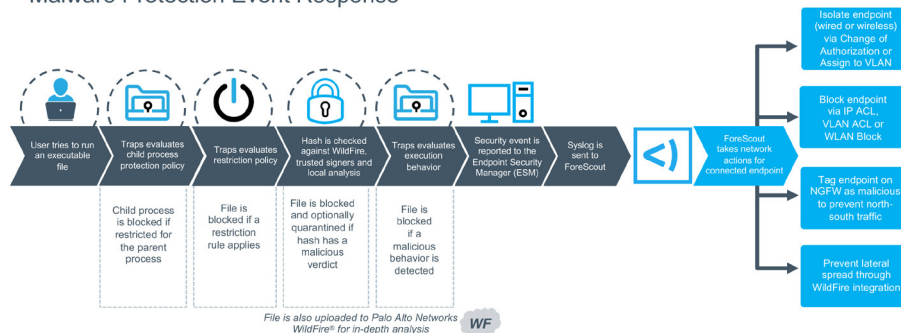 Malware Protection Event Response
User tries to run
an executable
file
Traps evaluates
child process
protection policy
Traps evaluates
restriction policy
Hash is checked
against WildFire,
trusted signers and
local analysis
Traps evaluates
execution
behavior
Security event is
reported to the
Endpoint Security
Manager (ESM)
Syslog is
sent to
ForeScout
ForeScout
takes network
actions for
connected endpoint
Child process
is blocked if
restricted for
the parent
process
File is
blocked if a
restriction
rule applies
File is blocked
and optionally
quarantined if
hash has a
malicious
verdict
File is
blocked
if a
malicious
behavior is
detected
File is also uploaded to Palo Alto Networks
WildFire® for in-depth analysis
WF
Isolate endpoint
(wired or wireless)
via Change of
Authorization or
Assign to VLAN
Block endpoint
via IP ACL,
VLAN ACL or
WLAN Block
Tag endpoint on
NGFW as malicious
to prevent north-
south traffic
Prevent lateral
spread through
WildFire integration